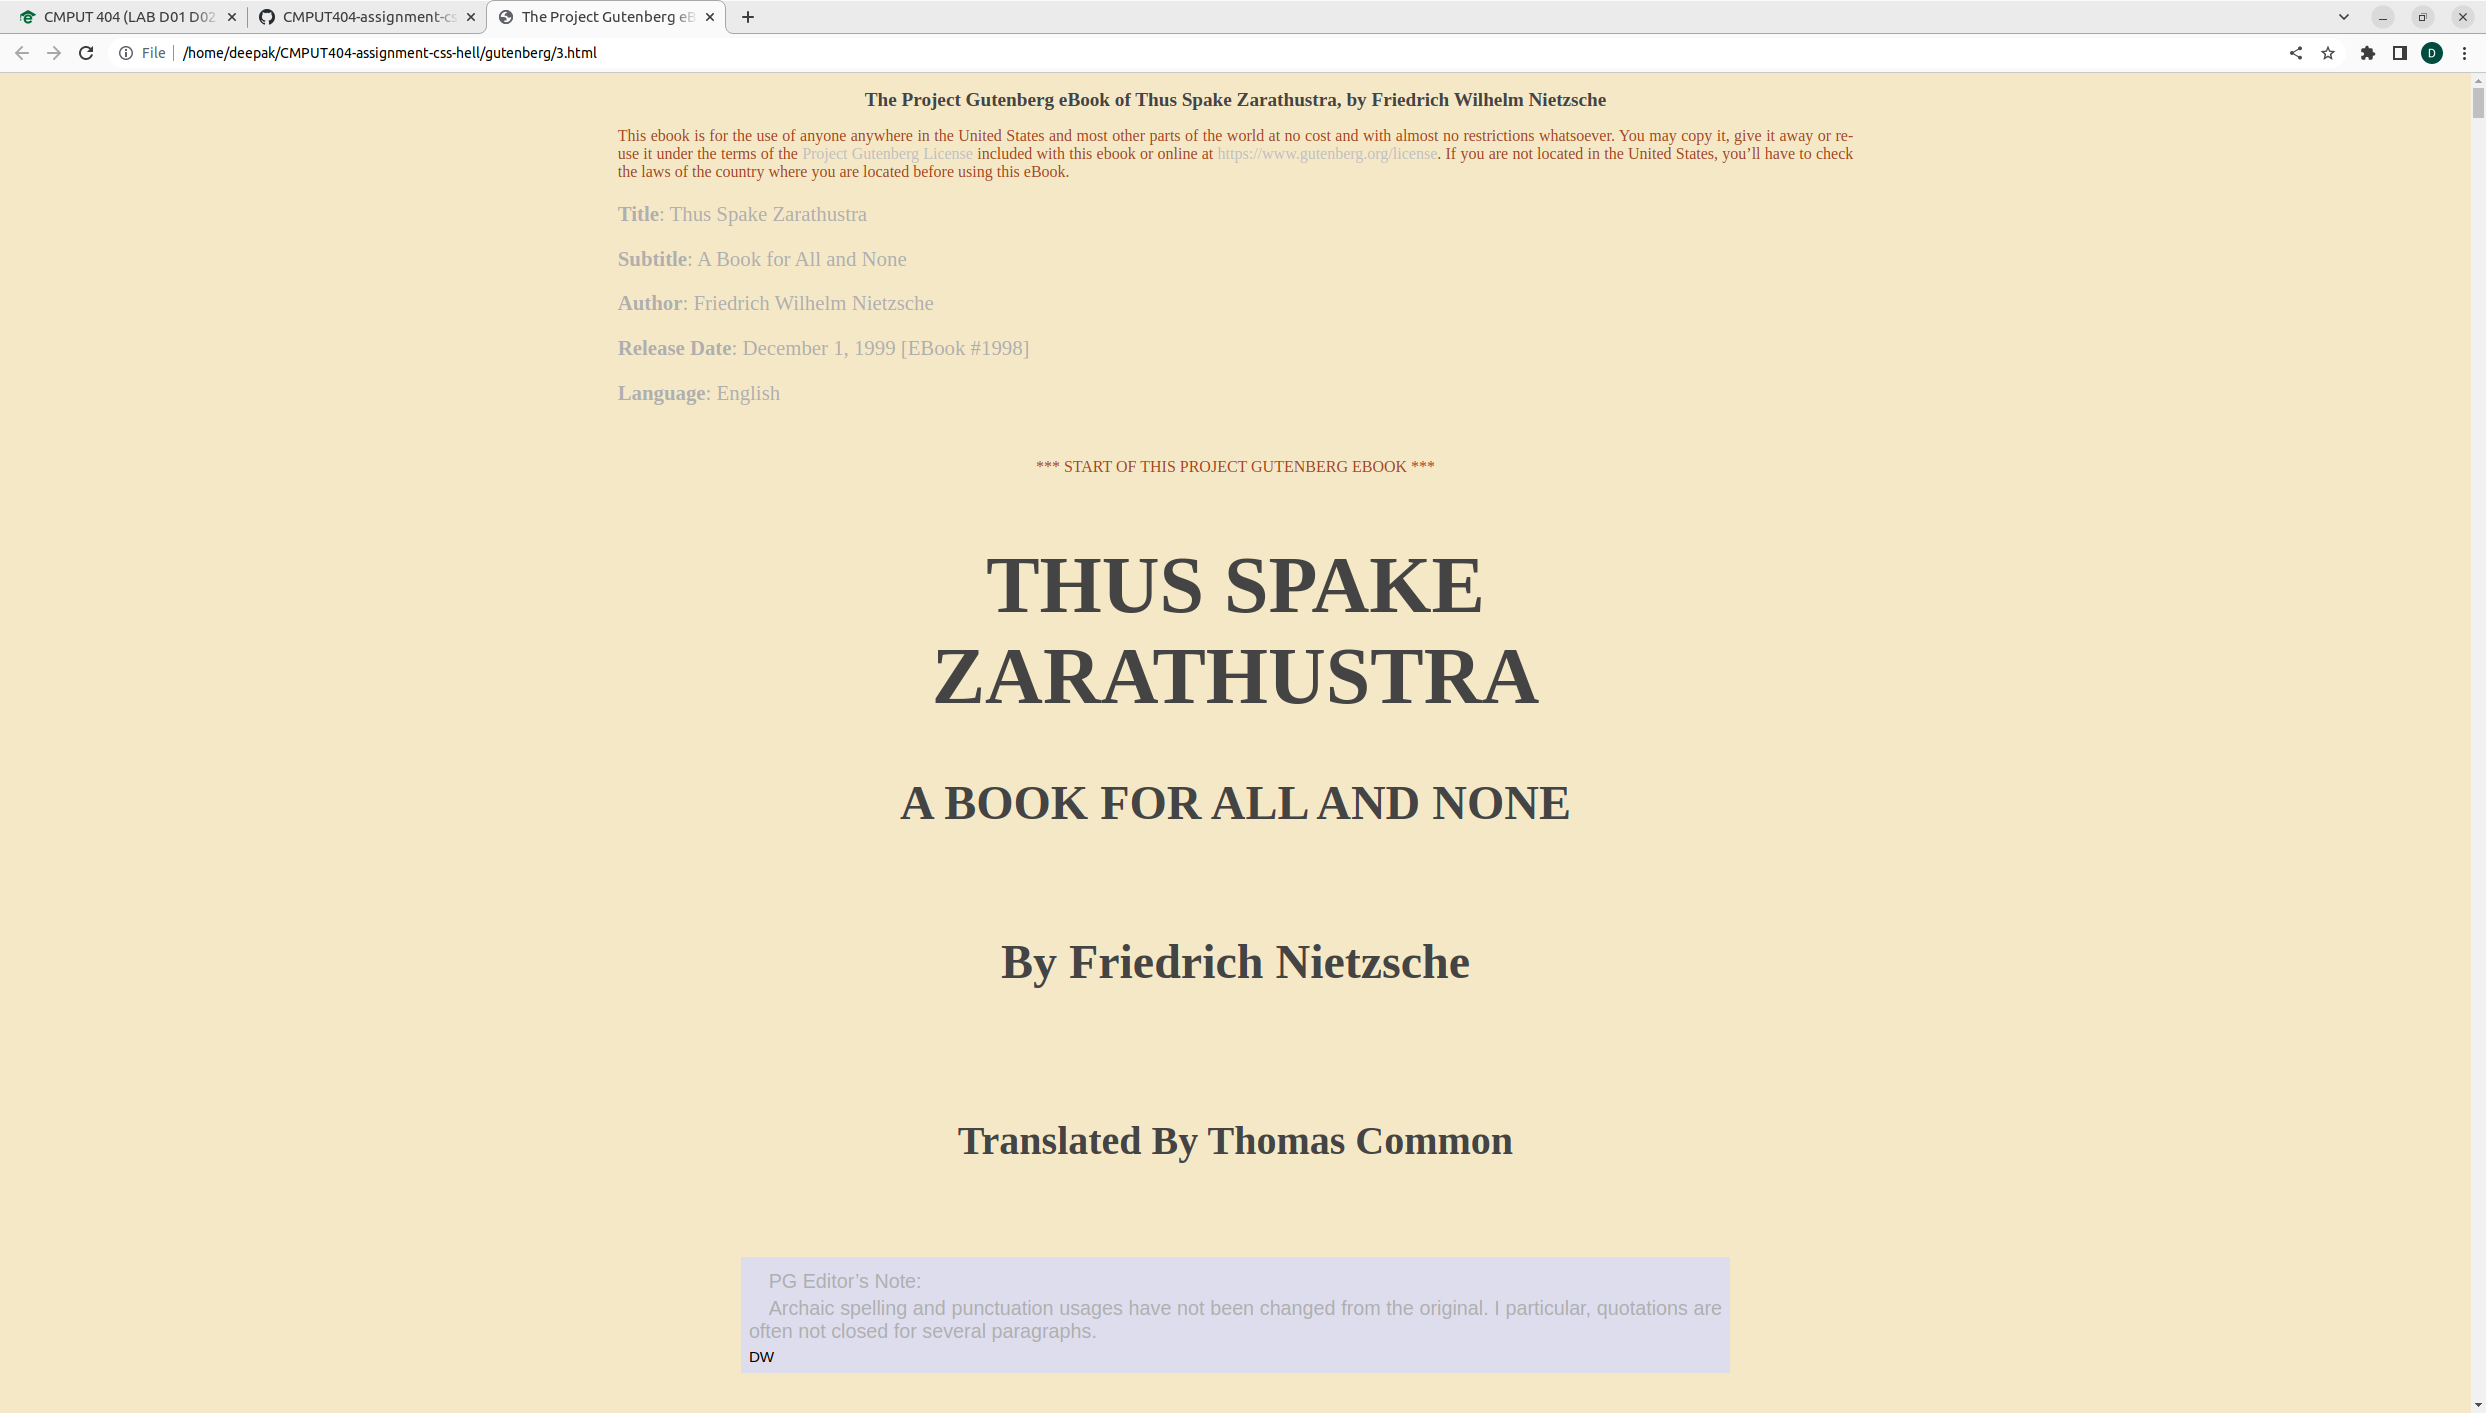 CMPUT 404 (LAB D01 D02
CMPUT404-assignment-cs
The Project Gutenberg eB
File
/home/deepak/CMPUT404-assignment-css-hell/gutenberg/3.html
D
The Project Gutenberg eBook of Thus Spake Zarathustra, by Friedrich Wilhelm Nietzsche
This ebook is for the use of anyone anywhere in the United States and most other parts of the world at no cost and with almost no restrictions whatsoever. You may copy it, give it away or re-
use it under the terms of the Project Gutenberg License included with this ebook or online at https://www.gutenberg.org/license. If you are not located in the United States, you’ll have to check
the laws of the country where you are located before using this eBook.
Title: Thus Spake Zarathustra
Subtitle: A Book for All and None
Author: Friedrich Wilhelm Nietzsche
Release Date: December 1, 1999 [EBook #1998]
Language: English
*** START OF THIS PROJECT GUTENBERG EBOOK ***
THUS SPAKE
ZARATHUSTRA
A BOOK FOR ALL AND NONE
By Friedrich Nietzsche
Translated By Thomas Common
PG Editor’s Note:
Archaic spelling and punctuation usages have not been changed from the original. I particular, quotations are
often not closed for several paragraphs.
DW